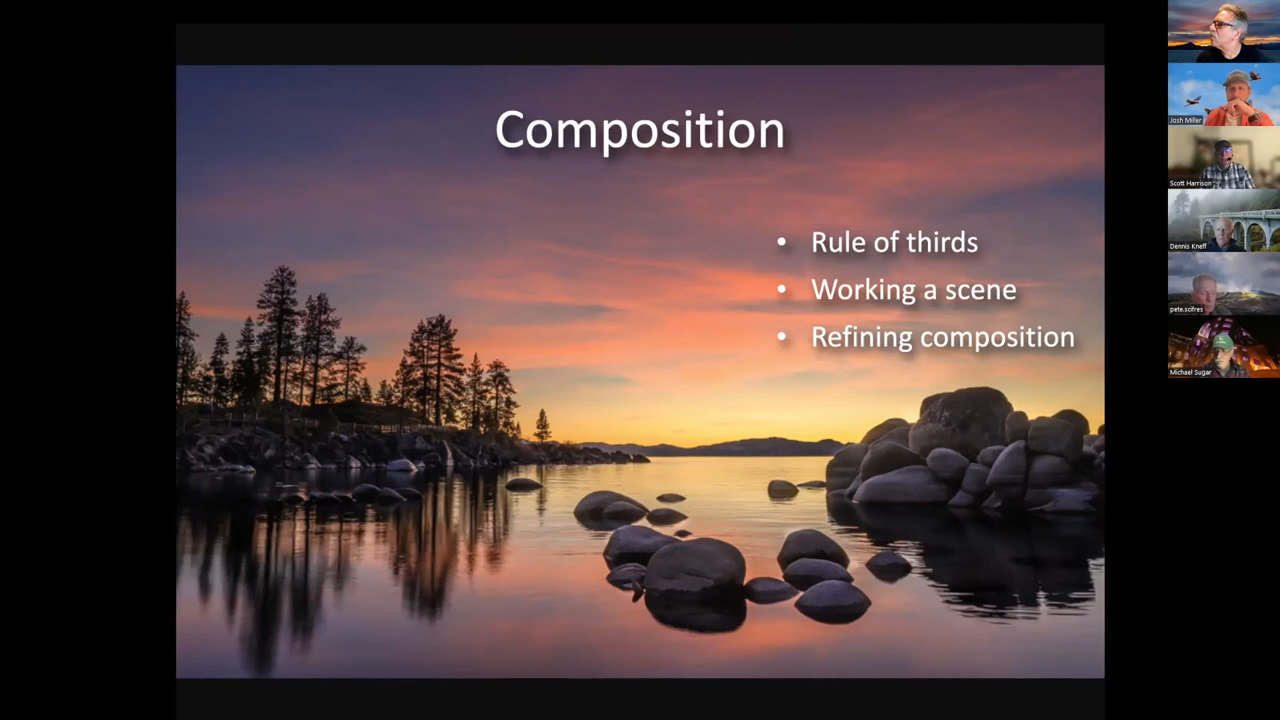 Composition
• Rule of thirds
• Working a scene
• Refining composition
Josh Miller
Scott Harrison
Dennis Kneff
pete.scifres
Michael Sugar